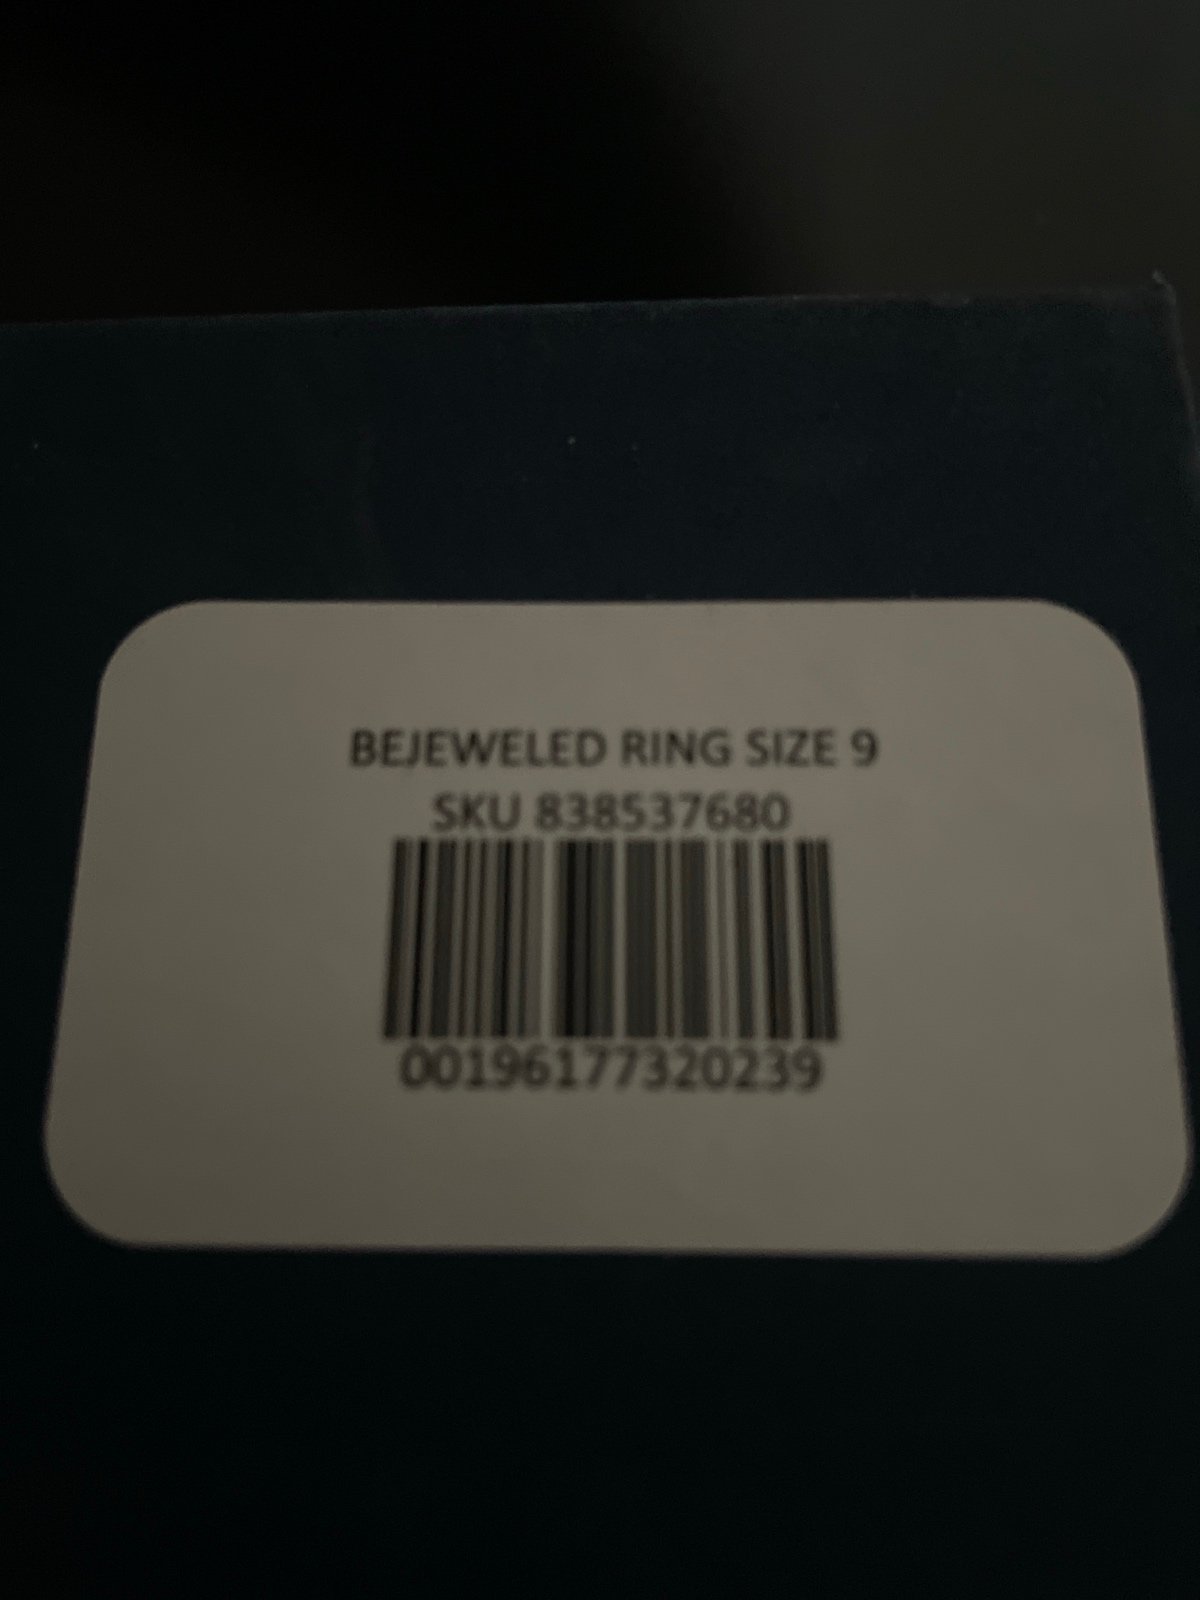 BEJEWELED RING SIZE 9
SKU 838537680
00196177320239